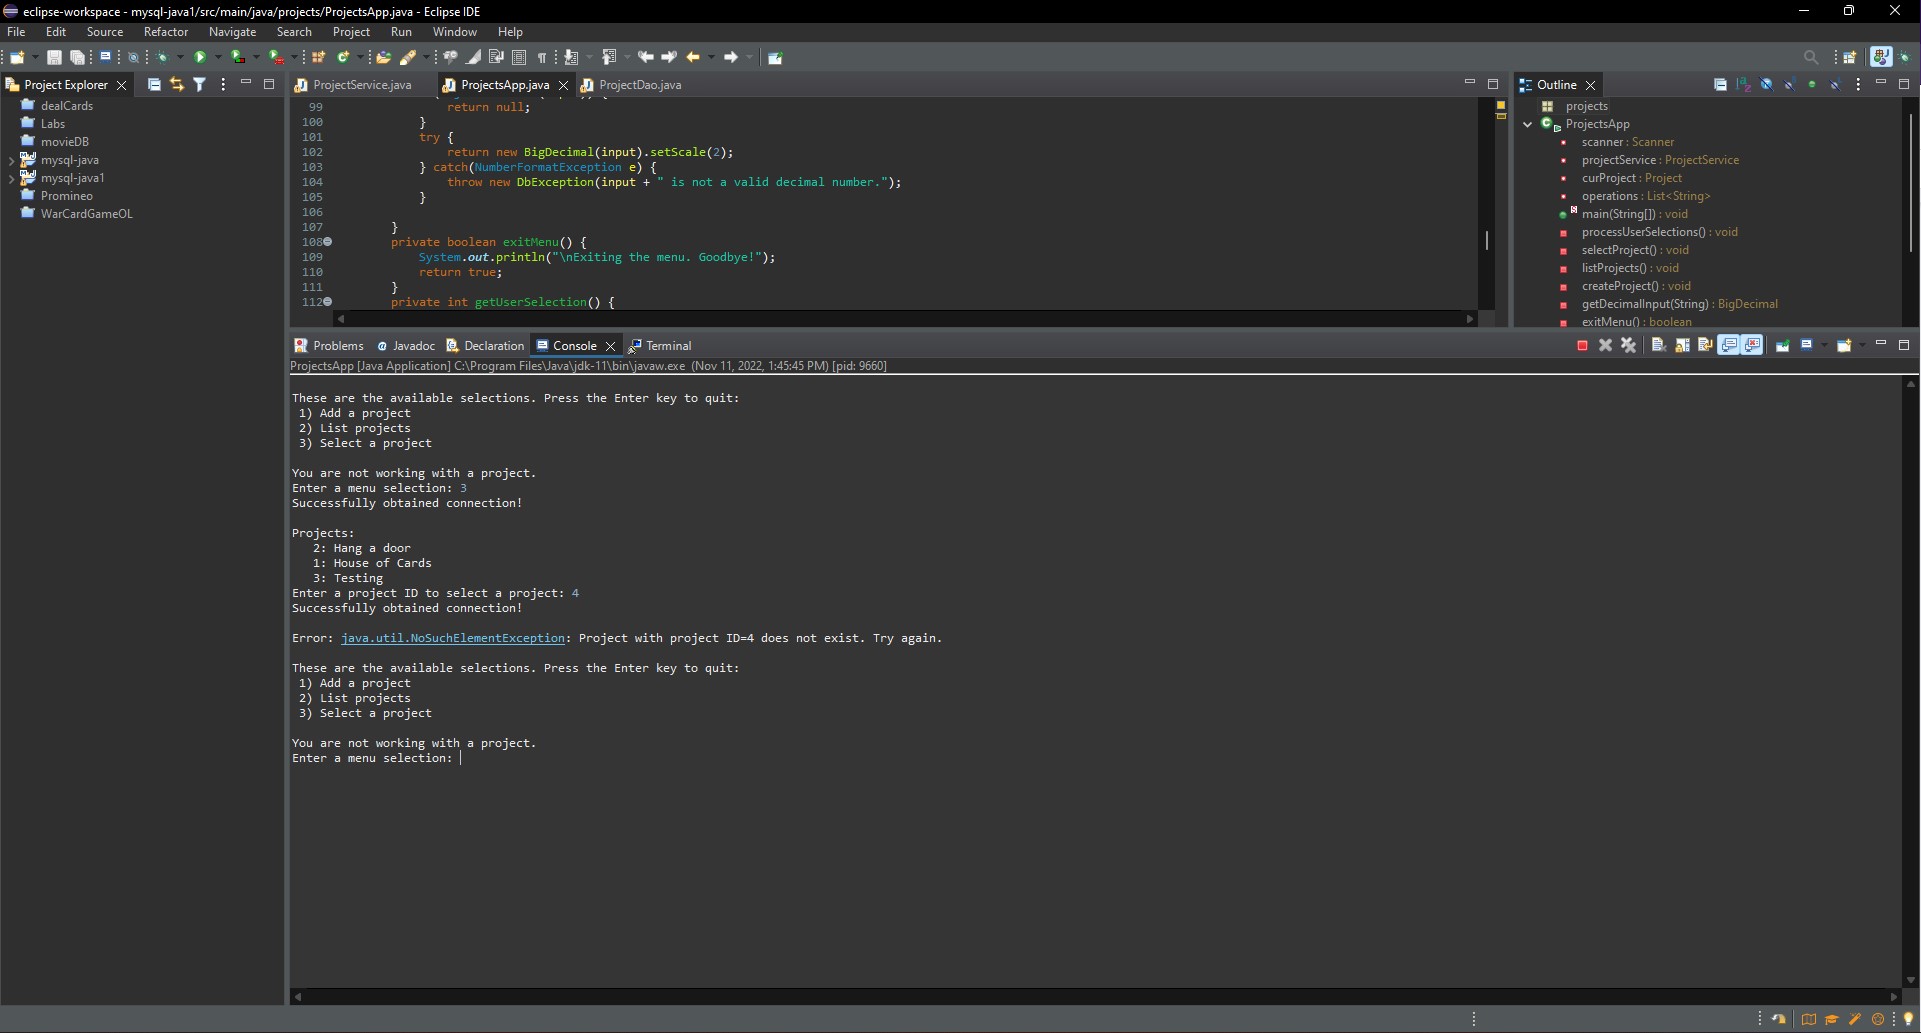 eclipse-workspace - mysql-java1/src/main/java/projects/ProjectsApp.java - Eclipse IDE
File Edit Source Refactor Navigate Search Project Run Window Help
Project Explorer
dealCards
Labs
movieDB
mysql-java
mysql-java1
Promineo
WarCardGameOL
ProjectService.java ProjectsApp.java ProjectDao.java
99 return null;
100 }
101 try {
102 return new BigDecimal(input).setScale(2);
103 } catch(NumberFormatException e) {
104 throw new DbException(input + " is not a valid decimal number.");
105 }
106
107 }
108 private boolean exitMenu() {
109 System.out.println("\nExiting the menu. Goodbye!");
110 return true;
111 }
112 private int getUserSelection() {
Outline
projects
ProjectsApp
scanner : Scanner
projectService : ProjectService
curProject : Project
operations : List<String>
main(String[]) : void
processUserSelections() : void
selectProject() : void
listProjects() : void
createProject() : void
getDecimalInput(String) : BigDecimal
exitMenu() : boolean
Problems Javadoc Declaration Console Terminal
ProjectsApp [Java Application] C:\Program Files\Java\jdk-11\bin\javaw.exe (Nov 11, 2022, 1:45:45 PM) [pid: 9660]
These are the available selections. Press the Enter key to quit:
1) Add a project
2) List projects
3) Select a project
You are not working with a project.
Enter a menu selection: 3
Successfully obtained connection!
Projects:
2: Hang a door
1: House of Cards
3: Testing
Enter a project ID to select a project: 4
Successfully obtained connection!
Error: java.util.NoSuchElementException: Project with project ID=4 does not exist. Try again.
These are the available selections. Press the Enter key to quit:
1) Add a project
2) List projects
3) Select a project
You are not working with a project.
Enter a menu selection: